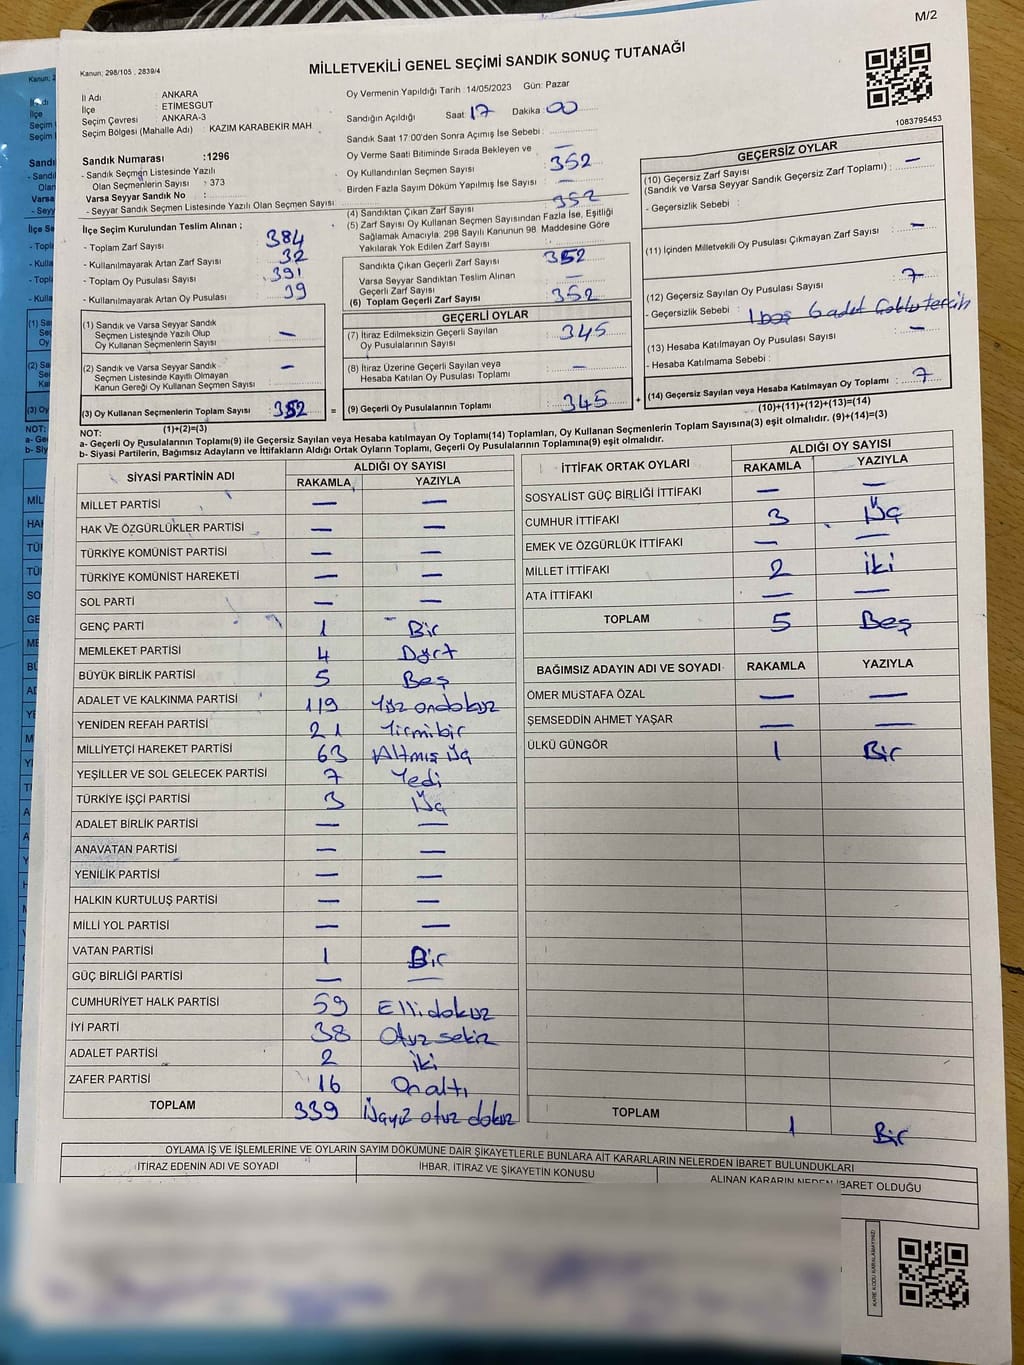 M/2
Kanun; 298/105 , 2839/4
MİLLETVEKİLİ GENEL SEÇİMİ SANDIK SONUÇ TUTANAĞI
1083795453
İl Adı : ANKARA
İlçe : ETİMESGUT
Seçim Çevresi : ANKARA-3
Seçim Bölgesi (Mahalle Adı) : KAZIM KARABEKİR MAH
Sandık Numarası :1296
- Sandık Seçmen Listesinde Yazılı
Olan Seçmenlerin Sayısı : 373
Varsa Seyyar Sandık No :
- Seyyar Sandık Seçmen Listesinde Yazılı Olan Seçmen Sayısı
Oy Vermenin Yapıldığı Tarih : 14/05/2023 Gün: Pazar
Sandığın Açıldığı Saat 17 Dakika : 00
Sandık Saat 17:00'den Sonra Açımış İse Sebebi :
Oy Verme Saati Bitiminde Sırada Bekleyen ve
Oy Kullandırılan Seçmen Sayısı : — 352
Birden Fazla Sayım Döküm Yapılmış İse Sayısı : —
İlçe Seçim Kurulundan Teslim Alınan ;
- Toplam Zarf Sayısı : 384
- Kullanılmayarak Artan Zarf Sayısı : 32
- Toplam Oy Pusulası Sayısı : 391
- Kullanılmayarak Artan Oy Pusulası : 39
(4) Sandıktan Çıkan Zarf Sayısı : 352
(5) Zarf Sayısı Oy Kullanan Seçmen Sayısından Fazla İse, Eşitliği
Sağlamak Amacıyla, 298 Sayılı Kanunun 98. Maddesine Göre
Yakılarak Yok Edilen Zarf Sayısı
Sandıkta Çıkan Geçerli Zarf Sayısı : 352
Varsa Seyyar Sandıktan Teslim Alınan
Geçerli Zarf Sayısı : —
(6) Toplam Geçerli Zarf Sayısı : 352
GEÇERSİZ OYLAR
(10) Geçersiz Zarf Sayısı
(Sandık ve Varsa Seyyar Sandık Geçersiz Zarf Toplamı) : —
- Geçersizlik Sebebi :
(11) İçinden Milletvekili Oy Pusulası Çıkmayan Zarf Sayısı : —
(12) Geçersiz Sayılan Oy Pusulası Sayısı : 7
- Geçersizlik Sebebi : 1 boş 6 adet Çoklu tercih
(13) Hesaba Katılmayan Oy Pusulası Sayısı : —
- Hesaba Katılmama Sebebi :
(14) Geçersiz Sayılan veya Hesaba Katılmayan Oy Toplamı : 7
(10)+(11)+(12)+(13)=(14)
(1) Sandık ve Varsa Seyyar Sandık
Seçmen Listesinde Yazılı Olup
Oy Kullanan Seçmenlerin Sayısı : —
(2) Sandık ve Varsa Seyyar Sandık
Seçmen Listesinde Kayıtlı Olmayan
Kanun Gereği Oy Kullanan Seçmen Sayısı : —
(3) Oy Kullanan Seçmenlerin Toplam Sayısı : 352
(1)+(2)=(3)
GEÇERLİ OYLAR
(7) İtiraz Edilmeksizin Geçerli Sayılan
Oy Pusulalarının Sayısı : 345
(8) İtiraz Üzerine Geçerli Sayılan veya
Hesaba Katılan Oy Pusulası Toplamı : —
= (9) Geçerli Oy Pusulalarının Toplamı : 345 +
NOT:
a- Geçerli Oy Pusulasının Toplamı(9) ile Geçersiz Sayılan veya Hesaba katılmayan Oy Toplamı(14) Toplamları, Oy Kullanan Seçmenlerin Toplam Sayısına(3) eşit olmalıdır. (9)+(14)=(3)
b- Siyasi Partilerin, Bağımsız Adayların ve İttifakların Aldığı Ortak Oyların Toplamı, Geçerli Oy Pusulalarının Toplamına(9) eşit olmalıdır.
SİYASİ PARTİNİN ADI ALDIĞI OY SAYISI
RAKAMLA YAZIYLA
MİLLET PARTİSİ — —
HAK VE ÖZGÜRLÜKLER PARTİSİ — —
TÜRKİYE KOMÜNİST PARTİSİ — —
TÜRKİYE KOMÜNİST HAREKETİ — —
SOL PARTİ — —
GENÇ PARTİ 1 Bir
MEMLEKET PARTİSİ 4 Dört
BÜYÜK BİRLİK PARTİSİ 5 Beş
ADALET VE KALKINMA PARTİSİ 119 Yüz ondokuz
YENİDEN REFAH PARTİSİ 21 Yirmibir
MİLLİYETÇİ HAREKET PARTİSİ 63 Altmış üç
YEŞİLLER VE SOL GELECEK PARTİSİ 7 Yedi
TÜRKİYE İŞÇİ PARTİSİ 3 Üç
ADALET BİRLİK PARTİSİ — —
ANAVATAN PARTİSİ — —
YENİLİK PARTİSİ — —
HALKIN KURTULUŞ PARTİSİ — —
MİLLİ YOL PARTİSİ — —
VATAN PARTİSİ 1 Bir
GÜÇ BİRLİĞİ PARTİSİ — —
CUMHURİYET HALK PARTİSİ 59 Elli dokuz
İYİ PARTİ 38 Otuz sekiz
ADALET PARTİSİ 2 iki
ZAFER PARTİSİ 16 On altı
TOPLAM 339 Üçyüz otuz dokuz
İTTİFAK ORTAK OYLARI ALDIĞI OY SAYISI
RAKAMLA YAZIYLA
SOSYALİST GÜÇ BİRLİĞİ İTTİFAKI — —
CUMHUR İTTİFAKI 3 Üç
EMEK VE ÖZGÜRLÜK İTTİFAKI — —
MİLLET İTTİFAKI 2 iki
ATA İTTİFAKI — —
TOPLAM 5 Beş
BAĞIMSIZ ADAYIN ADI VE SOYADI RAKAMLA YAZIYLA
ÖMER MUSTAFA ÖZAL — —
ŞEMSEDDİN AHMET YAŞAR — —
ÜLKÜ GÜNGÖR 1 Bir
TOPLAM 1 Bir
OYLAMA İŞ VE İŞLEMLERİNE VE OYLARIN SAYIM DÖKÜMÜNE DAİR ŞİKAYETLERLE BUNLARA AİT KARARLARIN NELERDEN İBARET BULUNDUKLARI
İTİRAZ EDENİN ADI VE SOYADI İHBAR, İTİRAZ VE ŞİKAYETİN KONUSU ALINAN KARARIN NEDEN İBARET OLDUĞU
KARE KODU KARALAMAYINIZ!